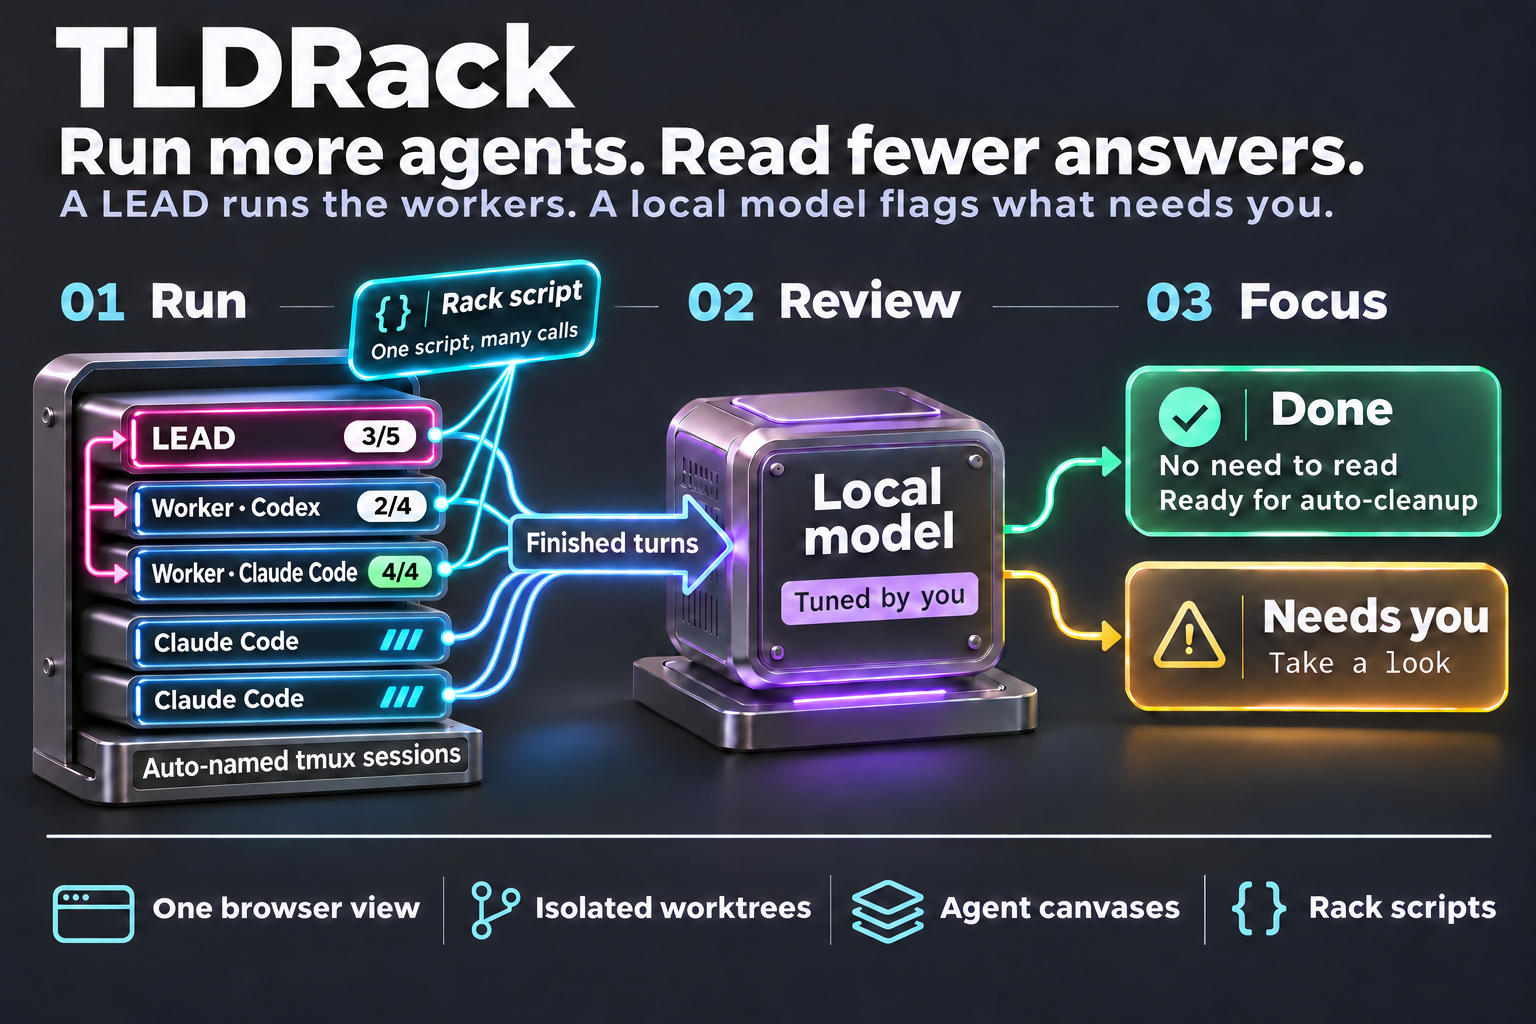 TLDRack
Run more agents. Read fewer answers.
A LEAD runs the workers. A local model flags what needs you.
01 Run
{} Rack script
One script, many calls
02 Review
03 Focus
LEAD 3/5
Worker · Codex 2/4
Worker · Claude Code 4/4
Claude Code
Claude Code
Auto-named tmux sessions
Finished turns
Local
model
Tuned by you
Done
No need to read
Ready for auto-cleanup
Needs you
Take a look
One browser view
Isolated worktrees
Agent canvases
{} Rack scripts